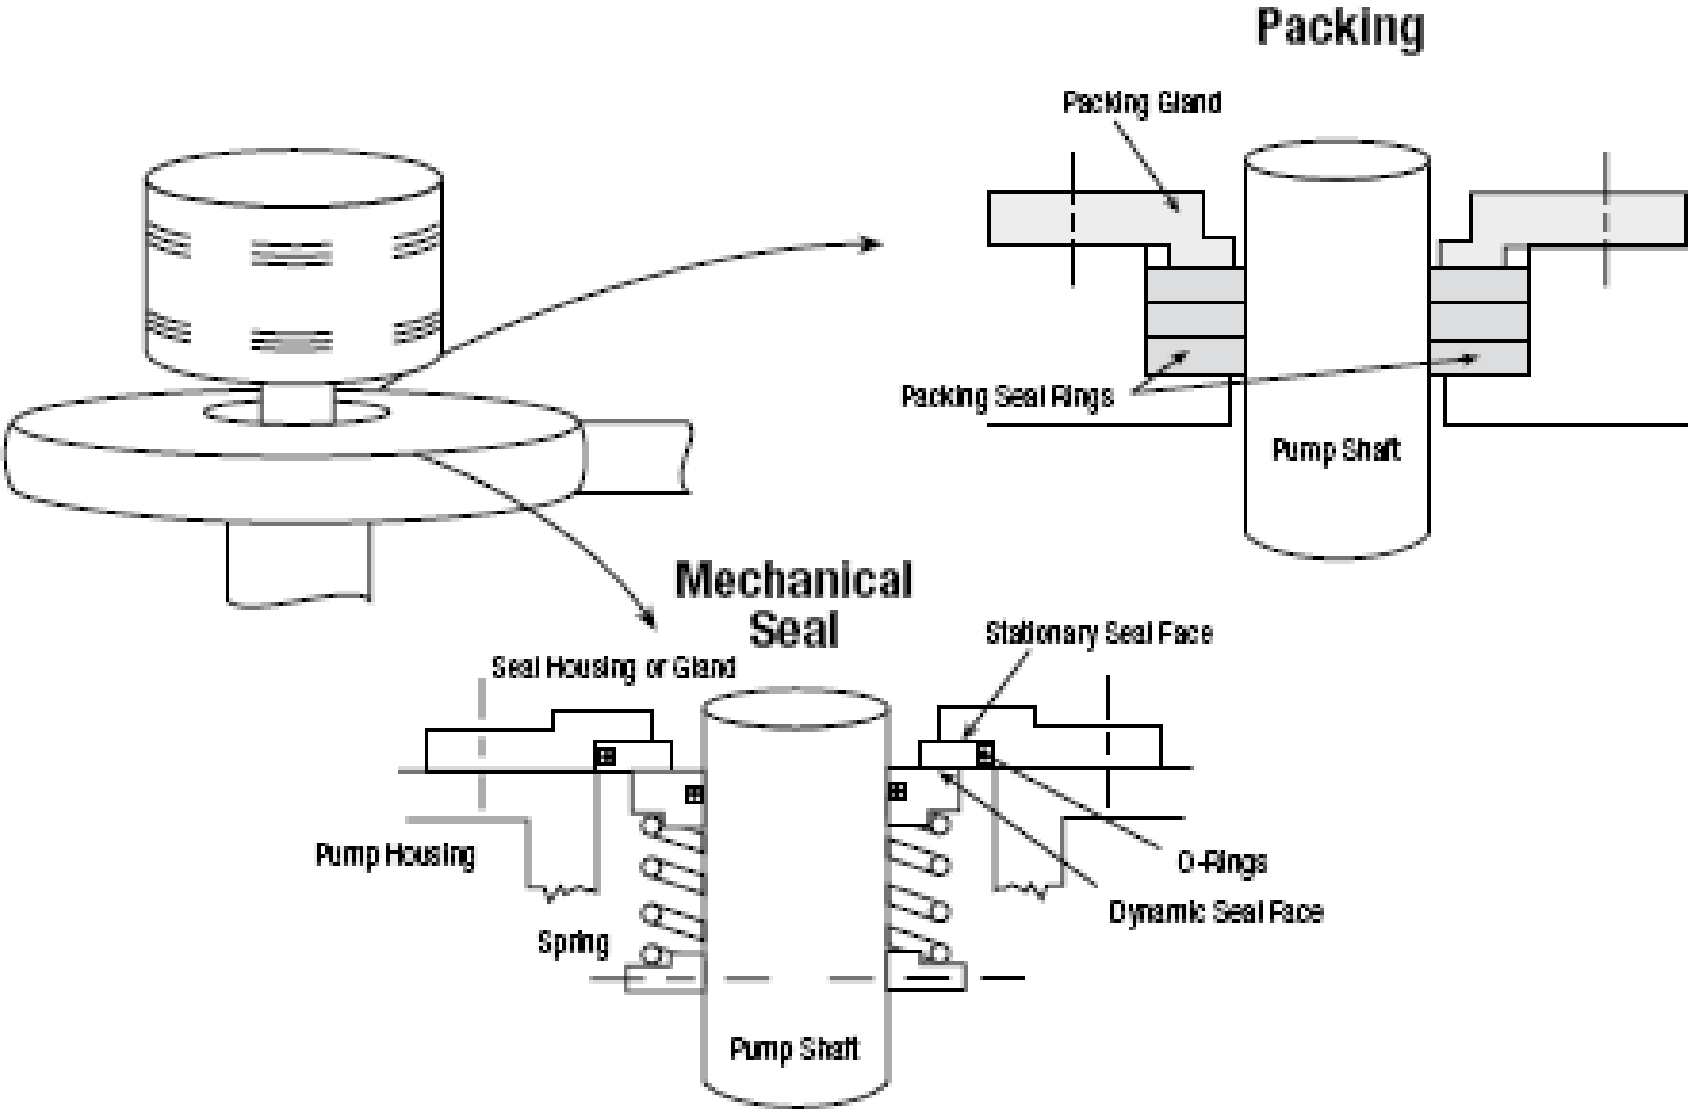 Packing
Packing Gland
Packing Seal Rings
Pump Shaft
Mechanical
Seal
Stationary Seal Face
Seal Housing or Gland
Pump Housing
O-Rings
Dynamic Seal Face
Spring
Pump Shaft